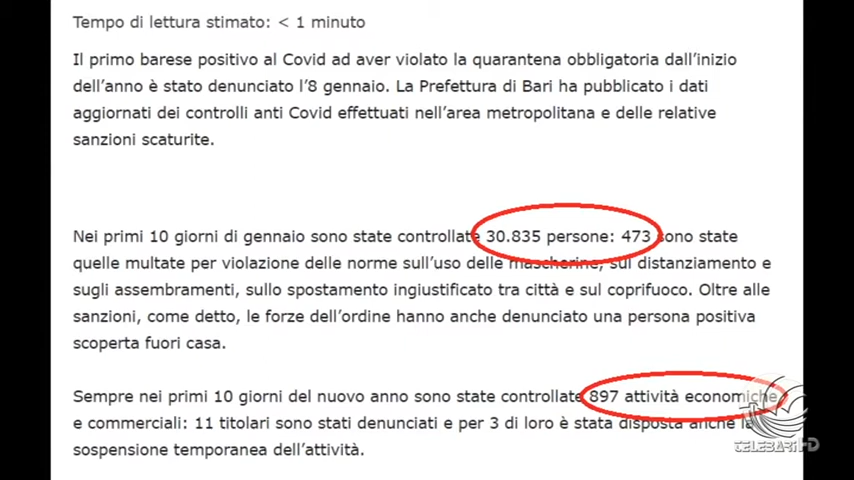 Tempo di lettura stimato: < 1 minuto
Il primo barese positivo al Covid ad aver violato la quarantena obbligatoria dall’inizio
dell’anno è stato denunciato l’8 gennaio. La Prefettura di Bari ha pubblicato i dati
aggiornati dei controlli anti Covid effettuati nell’area metropolitana e delle relative
sanzioni scaturite.
Nei primi 10 giorni di gennaio sono state controllate 30.835 persone: 473 sono state
quelle multate per violazione delle norme sull’uso delle mascherine, sul distanziamento e
sugli assembramenti, sullo spostamento ingiustificato tra città e sul coprifuoco. Oltre alle
sanzioni, come detto, le forze dell’ordine hanno anche denunciato una persona positiva
scoperta fuori casa.
Sempre nei primi 10 giorni del nuovo anno sono state controllate 897 attività economiche
e commerciali: 11 titolari sono stati denunciati e per 3 di loro è stata disposta anche la
sospensione temporanea dell’attività.
TELEBARI HD